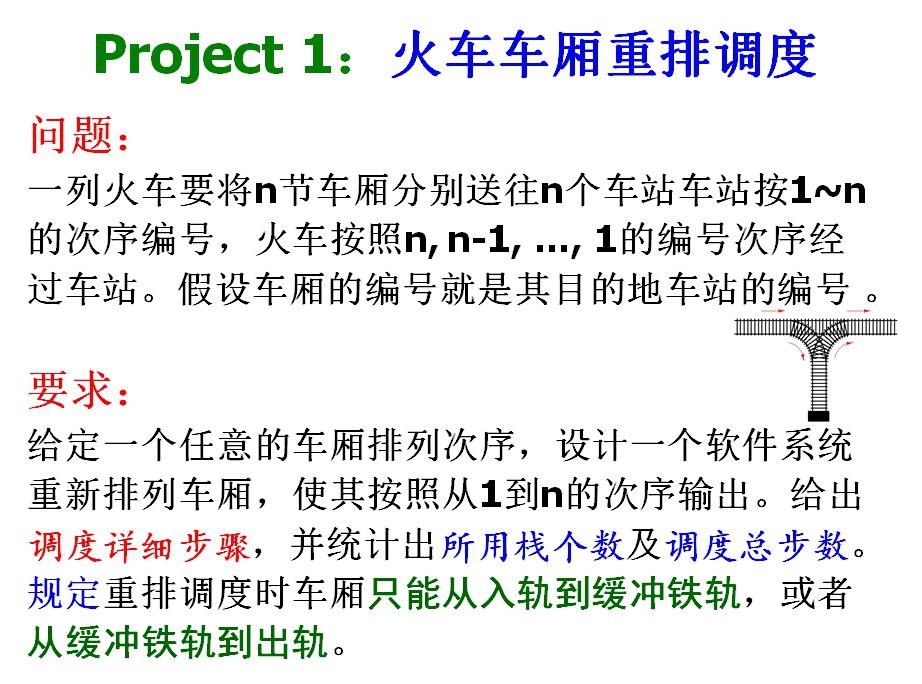 Project 1：火车车厢重排调度
问题：
一列火车要将n节车厢分别送往n个车站车站按1~n
的次序编号，火车按照n, n-1, …, 1的编号次序经
过车站。假设车厢的编号就是其目的地车站的编号 。
要求：
给定一个任意的车厢排列次序，设计一个软件系统
重新排列车厢，使其按照从1到n的次序输出。给出
调度详细步骤，并统计出所用栈个数及调度总步数。
规定重排调度时车厢只能从入轨到缓冲铁轨，或者
从缓冲铁轨到出轨。